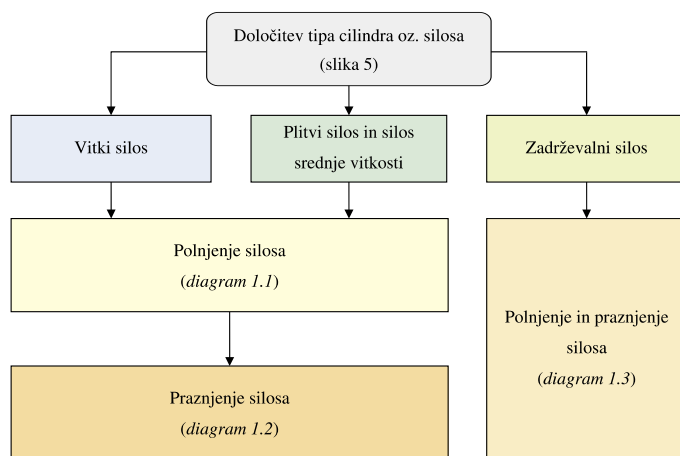 Določitev tipa cilindra oz. silosa
(slika 5)
Vitki silos
Plitvi silos in silos
srednje vitkosti
Zadrževalni silos
Polnjenje silosa
(diagram 1.1)
Polnjenje in praznjenje
silosa
(diagram 1.3)
Praznjenje silosa
(diagram 1.2)